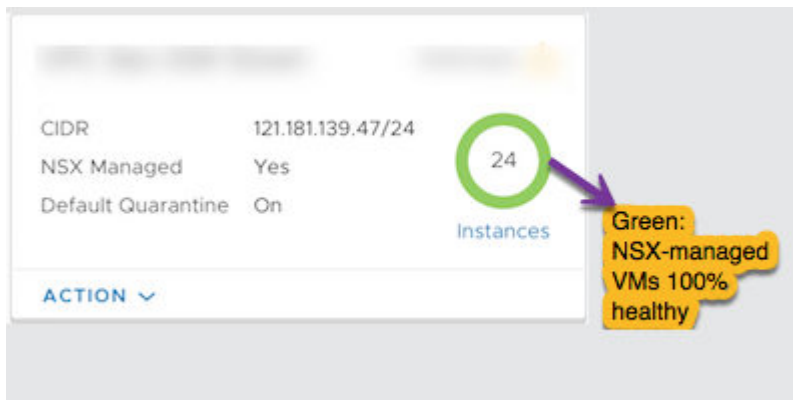 CIDR 121.181.139.47/24
NSX Managed Yes
Default Quarantine On
24
Instances
ACTION
Green:
NSX-managed
VMs 100%
healthy